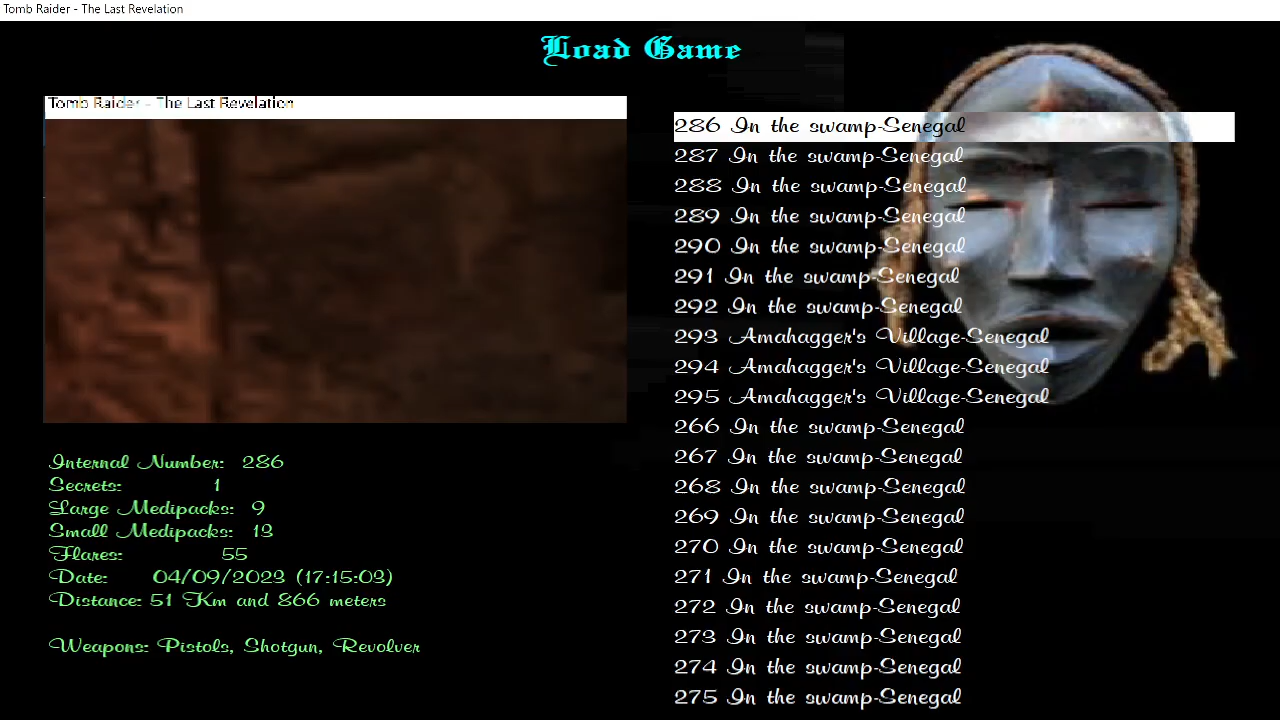 Tomb Raider - The Last Revelation
Load Game
Tomb Raider - The Last Revelation
286 In the swamp-Senegal
287 In the swamp-Senegal
288 In the swamp-Senegal
289 In the swamp-Senegal
290 In the swamp-Senegal
291 In the swamp-Senegal
292 In the swamp-Senegal
293 Amahagger's Village-Senegal
294 Amahagger's Village-Senegal
295 Amahagger's Village-Senegal
266 In the swamp-Senegal
267 In the swamp-Senegal
268 In the swamp-Senegal
269 In the swamp-Senegal
270 In the swamp-Senegal
271 In the swamp-Senegal
272 In the swamp-Senegal
273 In the swamp-Senegal
274 In the swamp-Senegal
275 In the swamp-Senegal
Internal Number: 286
Secrets: 1
Large Medipacks: 9
Small Medipacks: 13
Flares: 55
Date: 04/09/2023 (17:15:03)
Distance: 51 Km and 866 meters
Weapons: Pistols, Shotgun, Revolver